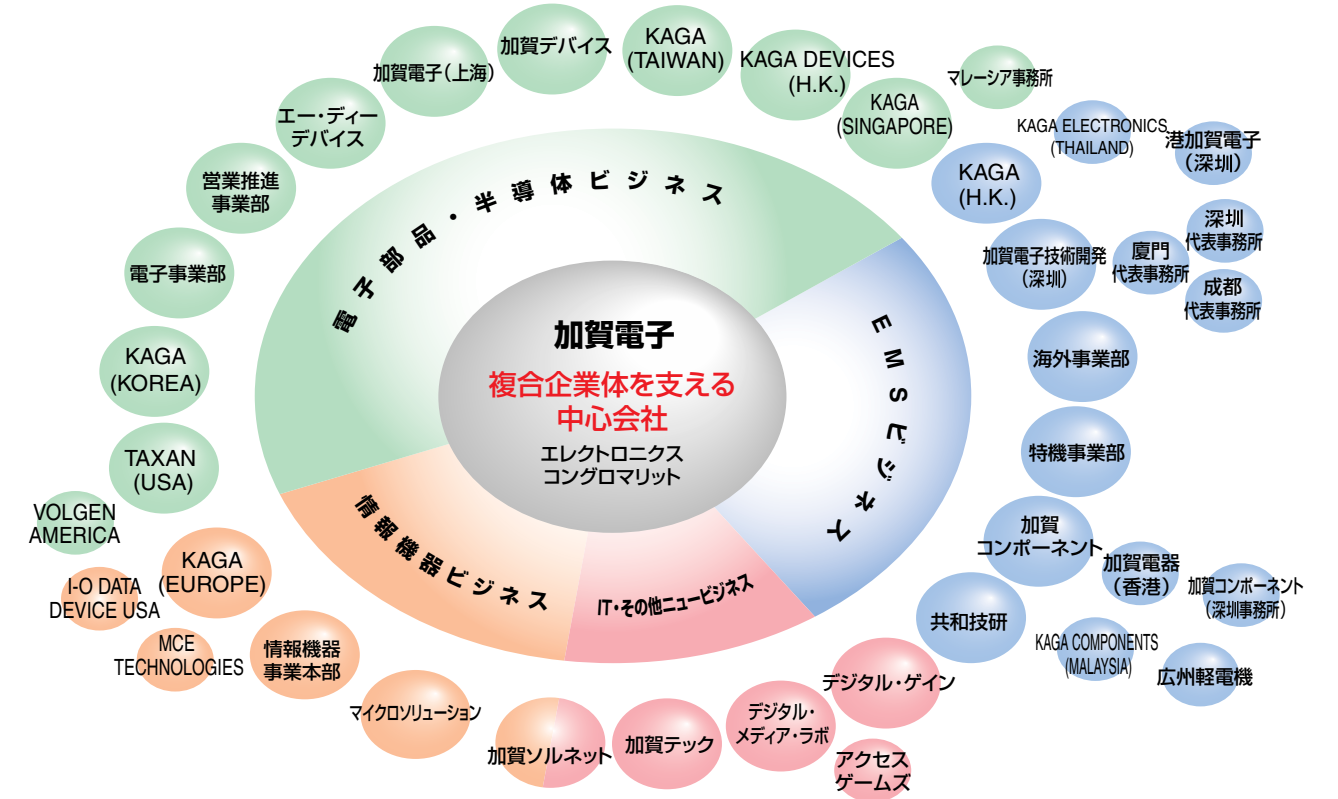 加賀デバイス
KAGA
(TAIWAN)
KAGA DEVICES
(H.K.)
加賀電子（上海）
マレーシア事務所
KAGA
(SINGAPORE)
エー・ディー
デバイス
KAGA ELECTRONICS
(THAILAND)
港加賀電子
（深圳）
KAGA
(H.K.)
営業推進
事業部
深圳
代表事務所
加賀電子技術開発
（深圳）
廈門
代表事務所
成都
代表事務所
電子事業部
海外事業部
KAGA
(KOREA)
特機事業部
TAXAN
(USA)
VOLGEN
AMERICA
加賀
コンポーネント
加賀電器
（香港）
加賀コンポーネント
（深圳事務所）
KAGA
(EUROPE)
I-O DATA
DEVICE USA
共和技研
KAGA COMPONENTS
(MALAYSIA)
広州軽電機
MCE
TECHNOLOGIES
情報機器
事業本部
マイクロソリューション
加賀ソルネット
加賀テック
デジタル・
メディア・ラボ
デジタル・ゲイン
アクセス
ゲームズ
電子部品・半導体ビジネス
EMSビジネス
情報機器ビジネス
IT・その他ニュービジネス
加賀電子
複合企業体を支える
中心会社
エレクトロニクス
コングロマリット